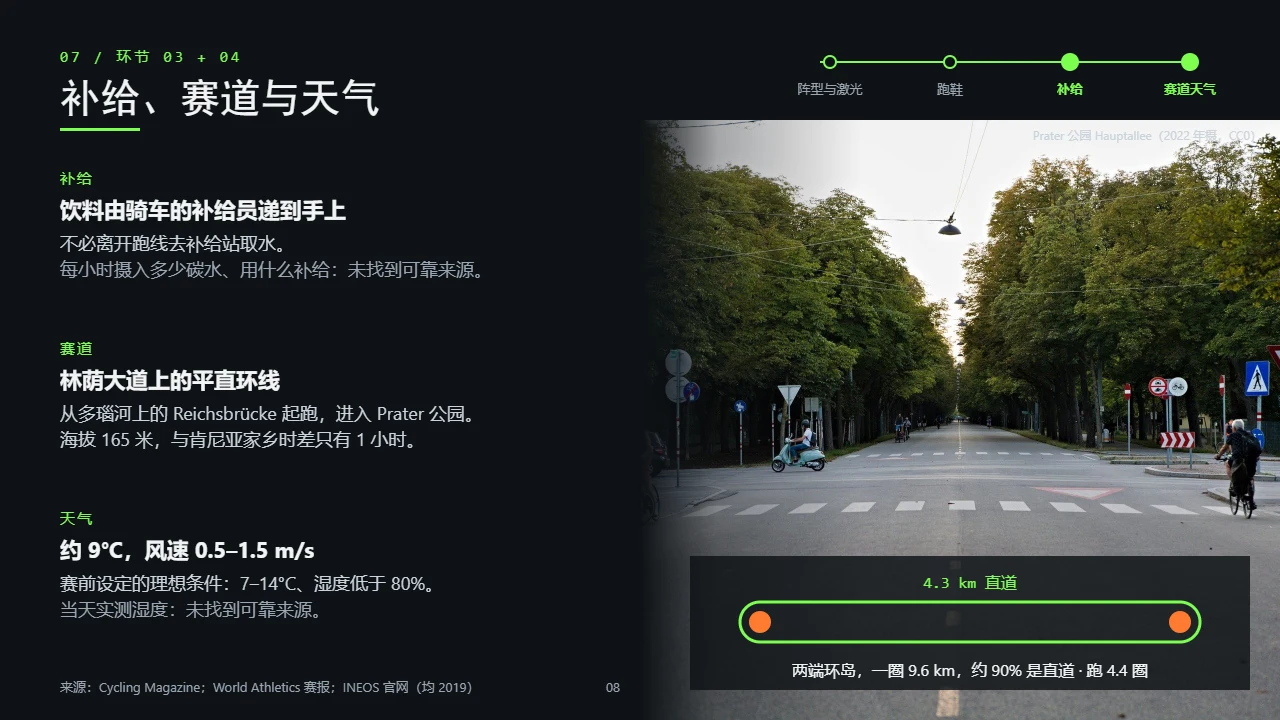 07 / 环节 03 + 04
补给、赛道与天气
阵型与激光
跑鞋
补给
赛道天气
Prater 公园 Hauptallee（2022 年摄，CC0）
补给
饮料由骑车的补给员递到手上
不必离开跑线去补给站取水。
每小时摄入多少碳水、用什么补给：未找到可靠来源。
赛道
林荫大道上的平直环线
从多瑙河上的 Reichsbrücke 起跑，进入 Prater 公园。
海拔 165 米，与肯尼亚家乡时差只有 1 小时。
天气
约 9°C，风速 0.5–1.5 m/s
赛前设定的理想条件：7–14°C、湿度低于 80%。
当天实测湿度：未找到可靠来源。
4.3 km 直道
两端环岛，一圈 9.6 km，约 90% 是直道 · 跑 4.4 圈
来源：Cycling Magazine；World Athletics 赛报；INEOS 官网（均 2019）
08